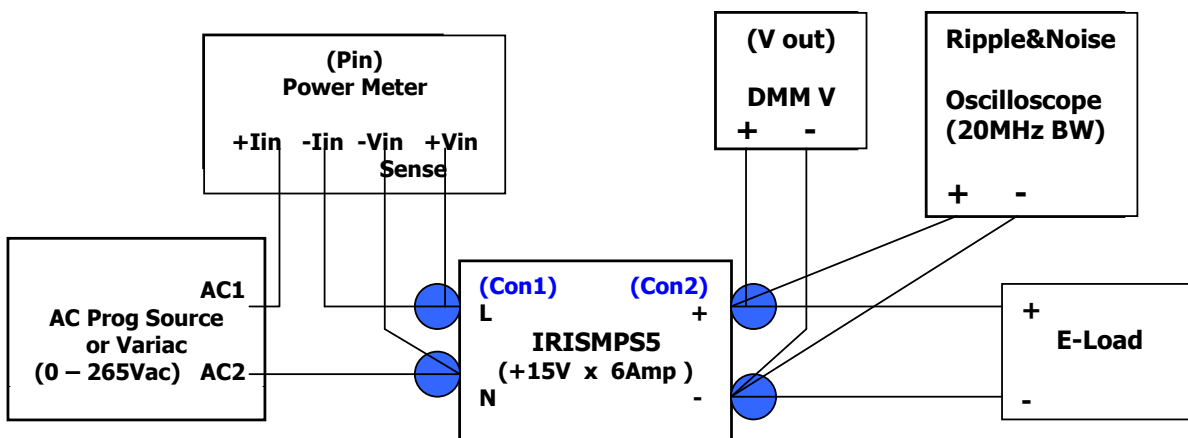 (Pin)
Power Meter
+Iin -Iin -Vin +Vin
Sense
(V out)
DMM V
+ -
Ripple&Noise
Oscilloscope
(20MHz BW)
+ -
AC1
AC Prog Source
or Variac
(0 – 265Vac)
AC2
(Con1) (Con2)
L +
IRISMPS5
(+15V x 6Amp )
N -
+
E-Load
-